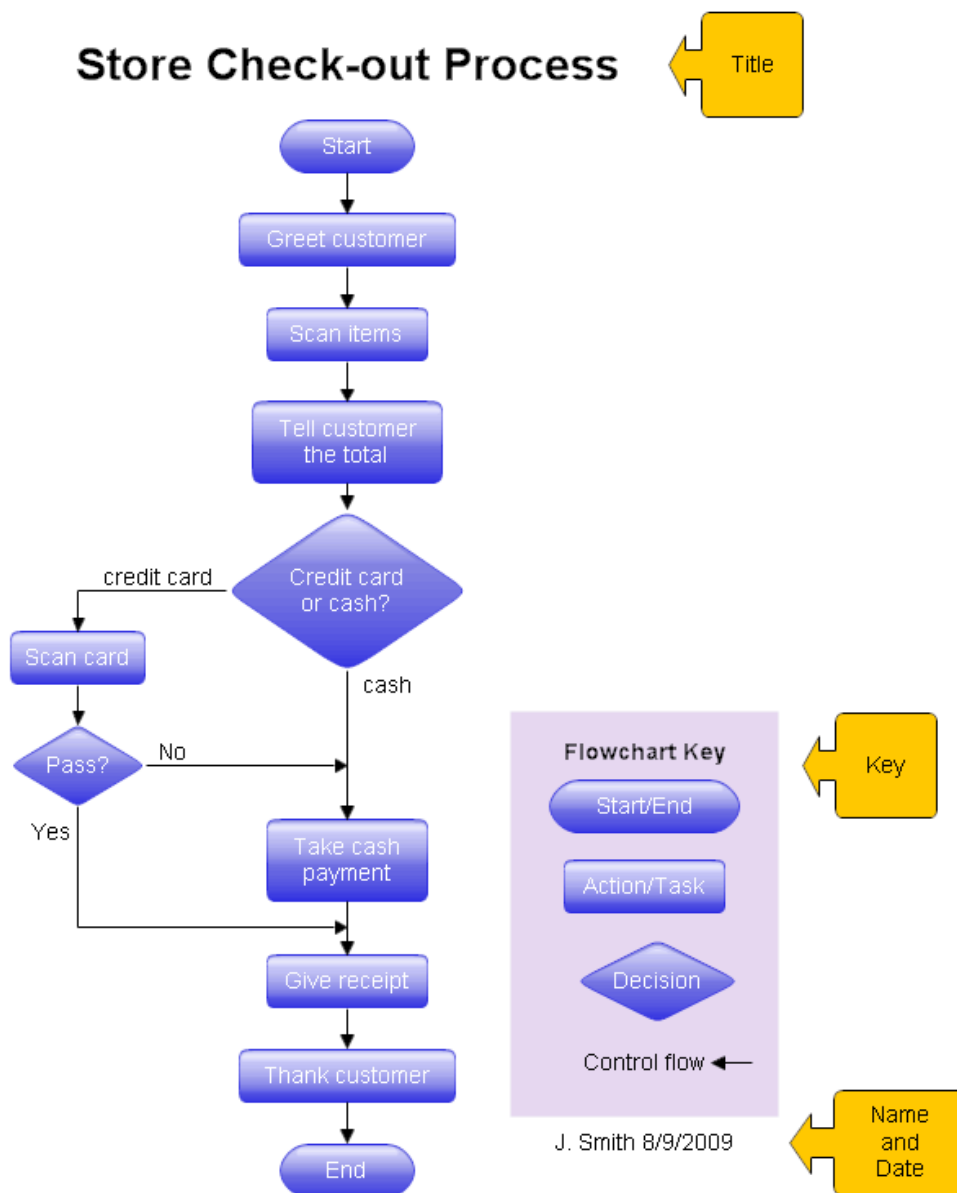 Store Check-out Process
Title
Start
Greet customer
Scan items
Tell customer
the total
Credit card
or cash?
credit card
Scan card
cash
Pass?
No
Yes
Take cash
payment
Give receipt
Thank customer
End
Flowchart Key
Start/End
Action/Task
Decision
Control flow
Key
J. Smith 8/9/2009
Name
and
Date